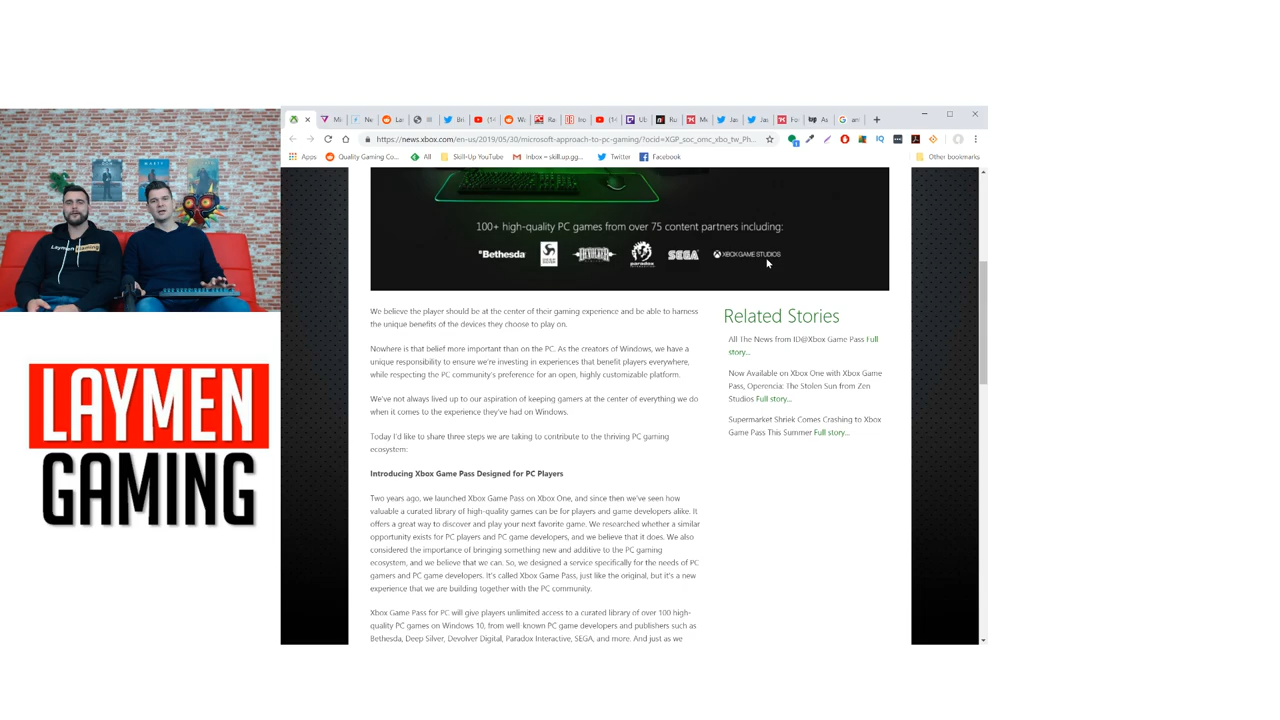 https://news.xbox.com/en-us/2019/05/30/microsoft-approach-to-pc-gaming/?ocid=XGP_soc_omc_xbo_tw_Ph...
Apps Quality Gaming Co... All Skill-Up YouTube Inbox – skill.up.gg... Twitter Facebook Other bookmarks
100+ high-quality PC games from over 75 content partners including:
Bethesda DEVOLVER paradox SEGA XBOX GAME STUDIOS
We believe the player should be at the center of their gaming experience and be able to harness
the unique benefits of the devices they choose to play on.
Nowhere is that belief more important than on the PC. As the creators of Windows, we have a
unique responsibility to ensure we're investing in experiences that benefit players everywhere,
while respecting the PC community's preference for an open, highly customizable platform.
We've not always lived up to our aspiration of keeping gamers at the center of everything we do
when it comes to the experience they've had on Windows.
Today I'd like to share three steps we are taking to contribute to the thriving PC gaming
ecosystem:
Introducing Xbox Game Pass Designed for PC Players
Two years ago, we launched Xbox Game Pass on Xbox One, and since then we've seen how
valuable a curated library of high-quality games can be for players and game developers alike. It
offers a great way to discover and play your next favorite game. We researched whether a similar
opportunity exists for PC players and PC game developers, and we believe that it does. We also
considered the importance of bringing something new and additive to the PC gaming
ecosystem, and we believe that we can. So, we designed a service specifically for the needs of PC
gamers and PC game developers. It's called Xbox Game Pass, just like the original, but it's a new
experience that we are building together with the PC community.
Xbox Game Pass for PC will give players unlimited access to a curated library of over 100 high-
quality PC games on Windows 10, from well-known PC game developers and publishers such as
Bethesda, Deep Silver, Devolver Digital, Paradox Interactive, SEGA, and more. And just as we
Related Stories
All The News from ID@Xbox Game Pass Full
story...
Now Available on Xbox One with Xbox Game
Pass, Operencia: The Stolen Sun from Zen
Studios Full story...
Supermarket Shriek Comes Crashing to Xbox
Game Pass This Summer Full story...
LAYMEN
GAMING